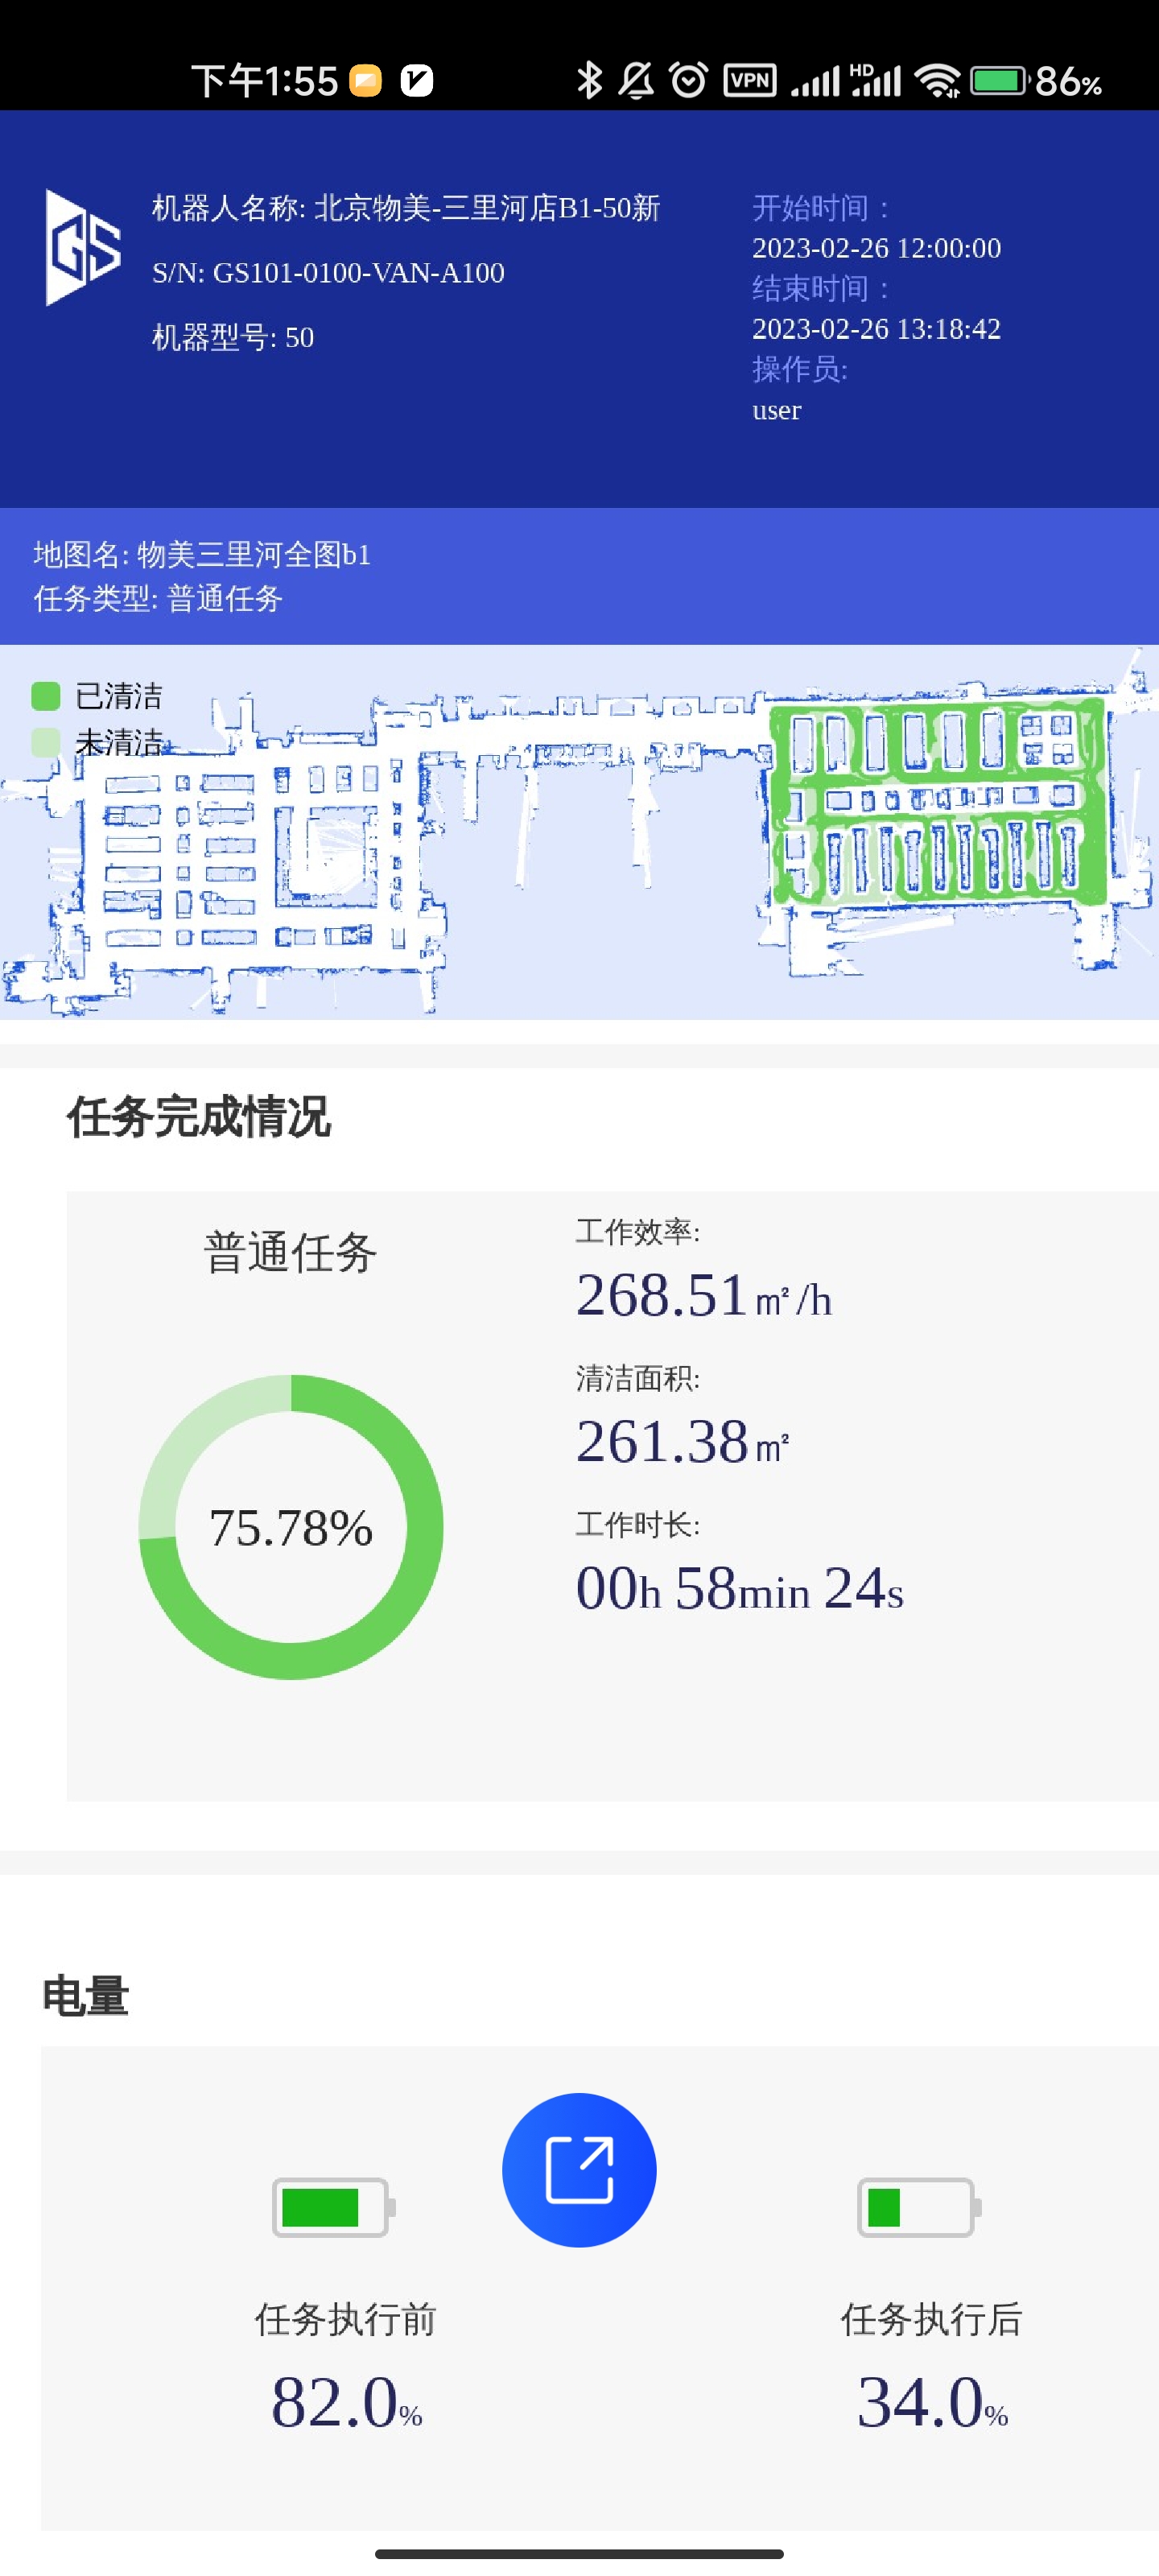 下午1:55
VPN HD 86%
GS
机器人名称: 北京物美-三里河店B1-50新
S/N: GS101-0100-VAN-A100
机器型号: 50
开始时间：
2023-02-26 12:00:00
结束时间：
2023-02-26 13:18:42
操作员:
user
地图名: 物美三里河全图b1
任务类型: 普通任务
已清洁
未清洁
任务完成情况
普通任务
75.78%
工作效率:
268.51㎡/h
清洁面积:
261.38㎡
工作时长:
00h 58min 24s
电量
任务执行前
82.0%
任务执行后
34.0%